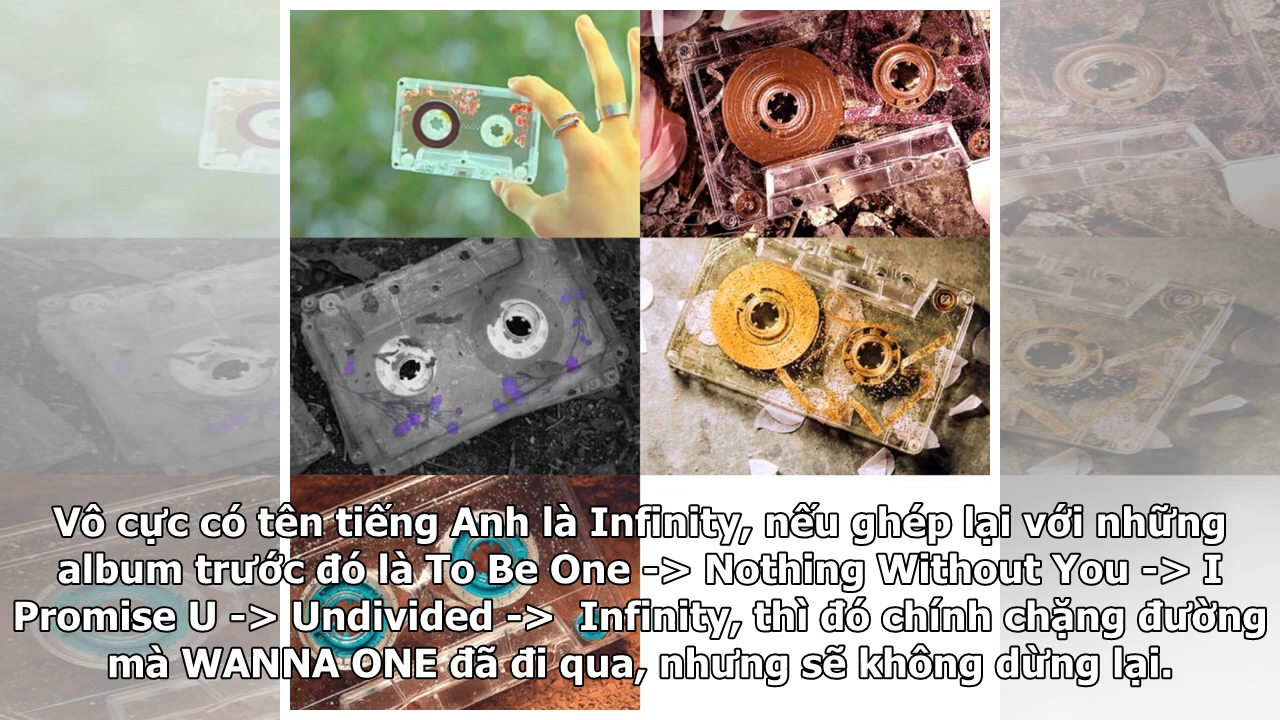 Vô cực có tên tiếng Anh là Infinity, nếu ghép lại với những
album trước đó là To Be One -> Nothing Without You -> I
Promise U -> Undivided -> Infinity, thì đó chính chặng đường
mà WANNA ONE đã đi qua, nhưng sẽ không dừng lại.